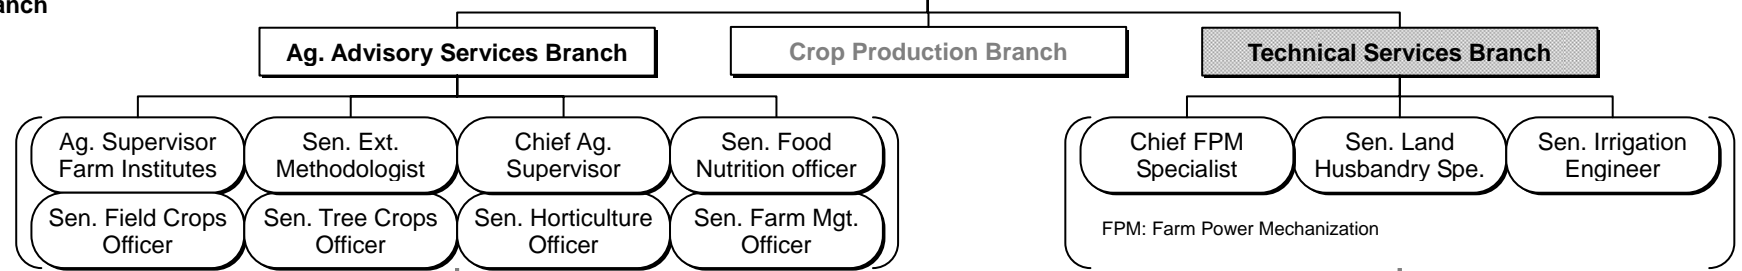 Ag. Advisory Services Branch
Crop Production Branch
Technical Services Branch
Ag. Supervisor
Farm Institutes
Sen. Ext.
Methodologist
Chief Ag.
Supervisor
Sen. Food
Nutrition officer
Sen. Field Crops
Officer
Sen. Tree Crops
Officer
Sen. Horticulture
Officer
Sen. Farm Mgt.
Officer
Chief FPM
Specialist
Sen. Land
Husbandry Spe.
Sen. Irrigation
Engineer
FPM: Farm Power Mechanization